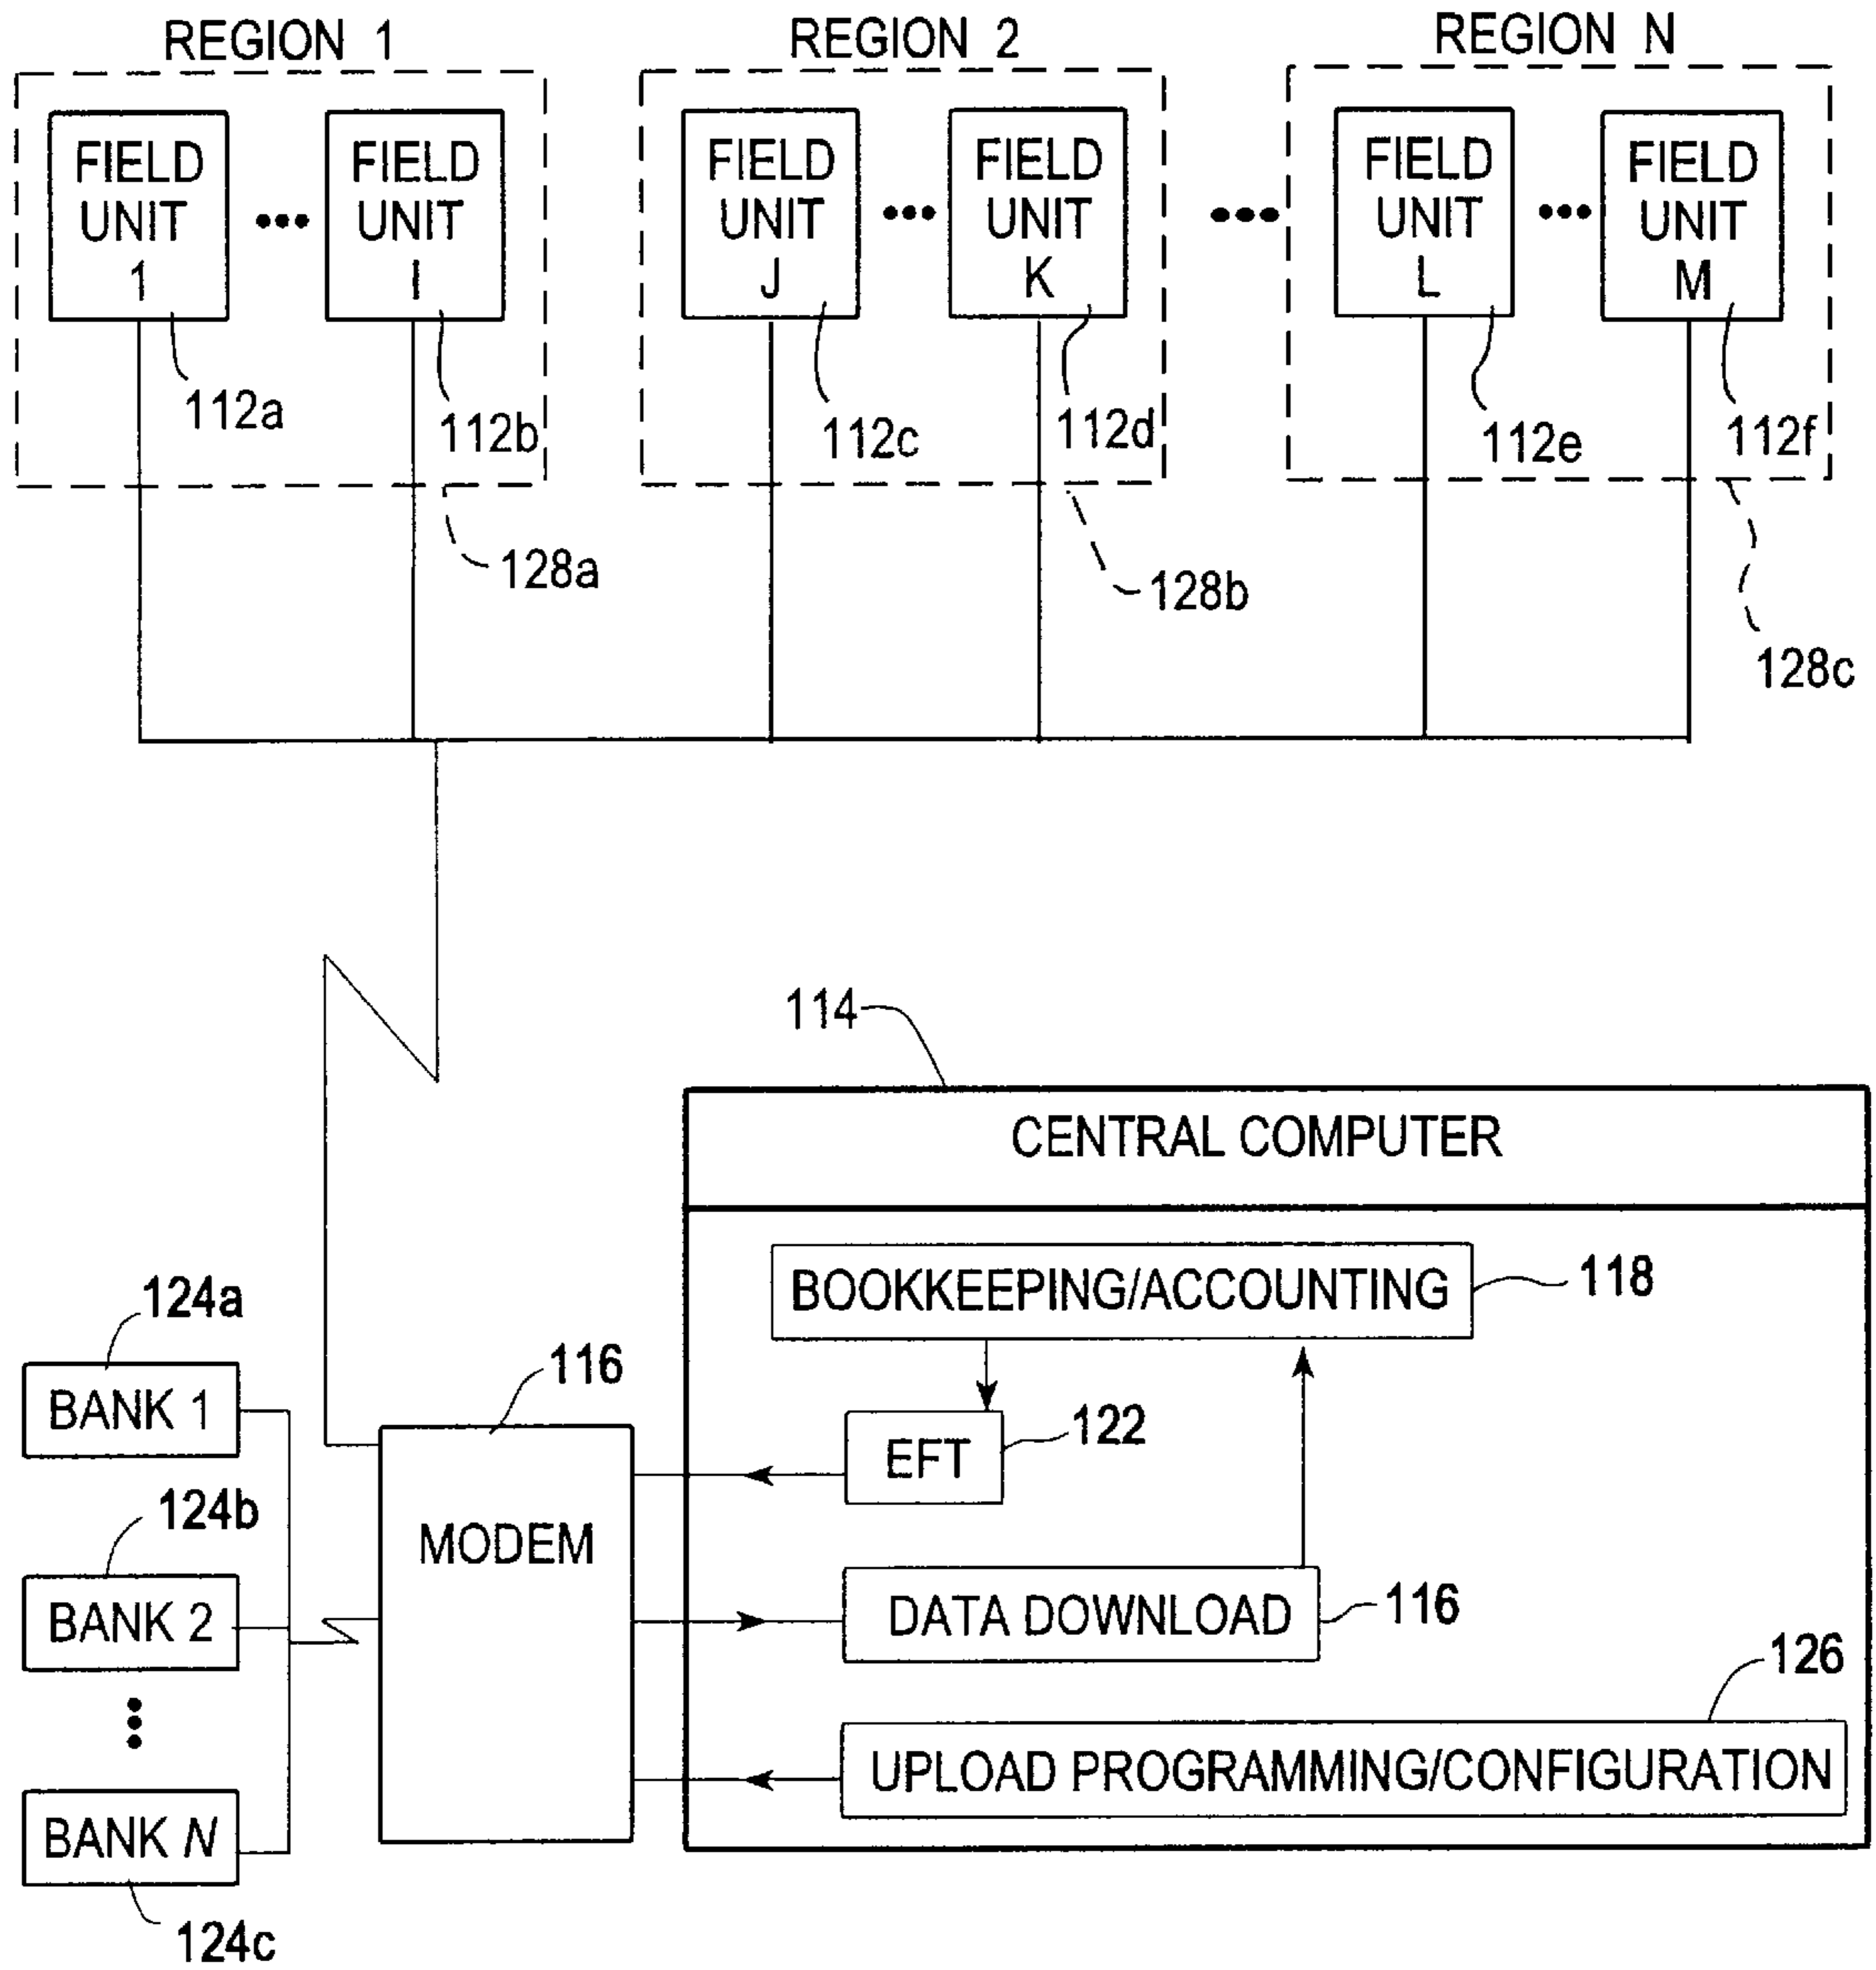 REGION 1
REGION 2
REGION N
FIELD
UNIT
1
FIELD
UNIT
I
FIELD
UNIT
J
FIELD
UNIT
K
FIELD
UNIT
L
FIELD
UNIT
M
112a
112b
112c
112d
112e
112f
128a
128b
128c
114
CENTRAL COMPUTER
BOOKKEEPING/ACCOUNTING
118
124a
BANK 1
116
EFT
122
124b
BANK 2
MODEM
DATA DOWNLOAD
116
126
UPLOAD PROGRAMMING/CONFIGURATION
BANK N
124c